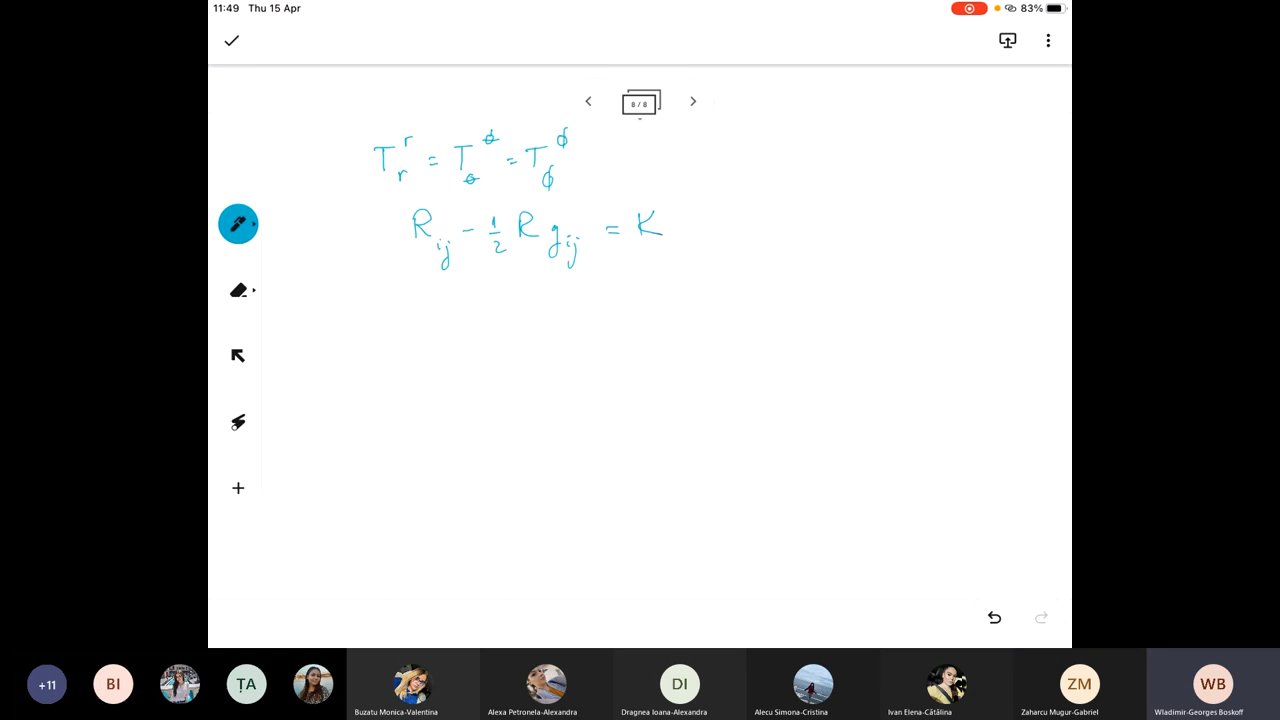 11:49 Thu 15 Apr
83%
8 / 8
T_r^r = T_θ^θ = T_ϕ^ϕ
R_ij - 1/2 R g_ij = K
+11
BI
ȚA
DI
ZM
WB
Buzatu Monica-Valentina
Alexa Petronela-Alexandra
Dragnea Ioana-Alexandra
Alecu Simona-Cristina
Ivan Elena-Cătălina
Zaharcu Mugur-Gabriel
Wladimir-Georges Boskoff